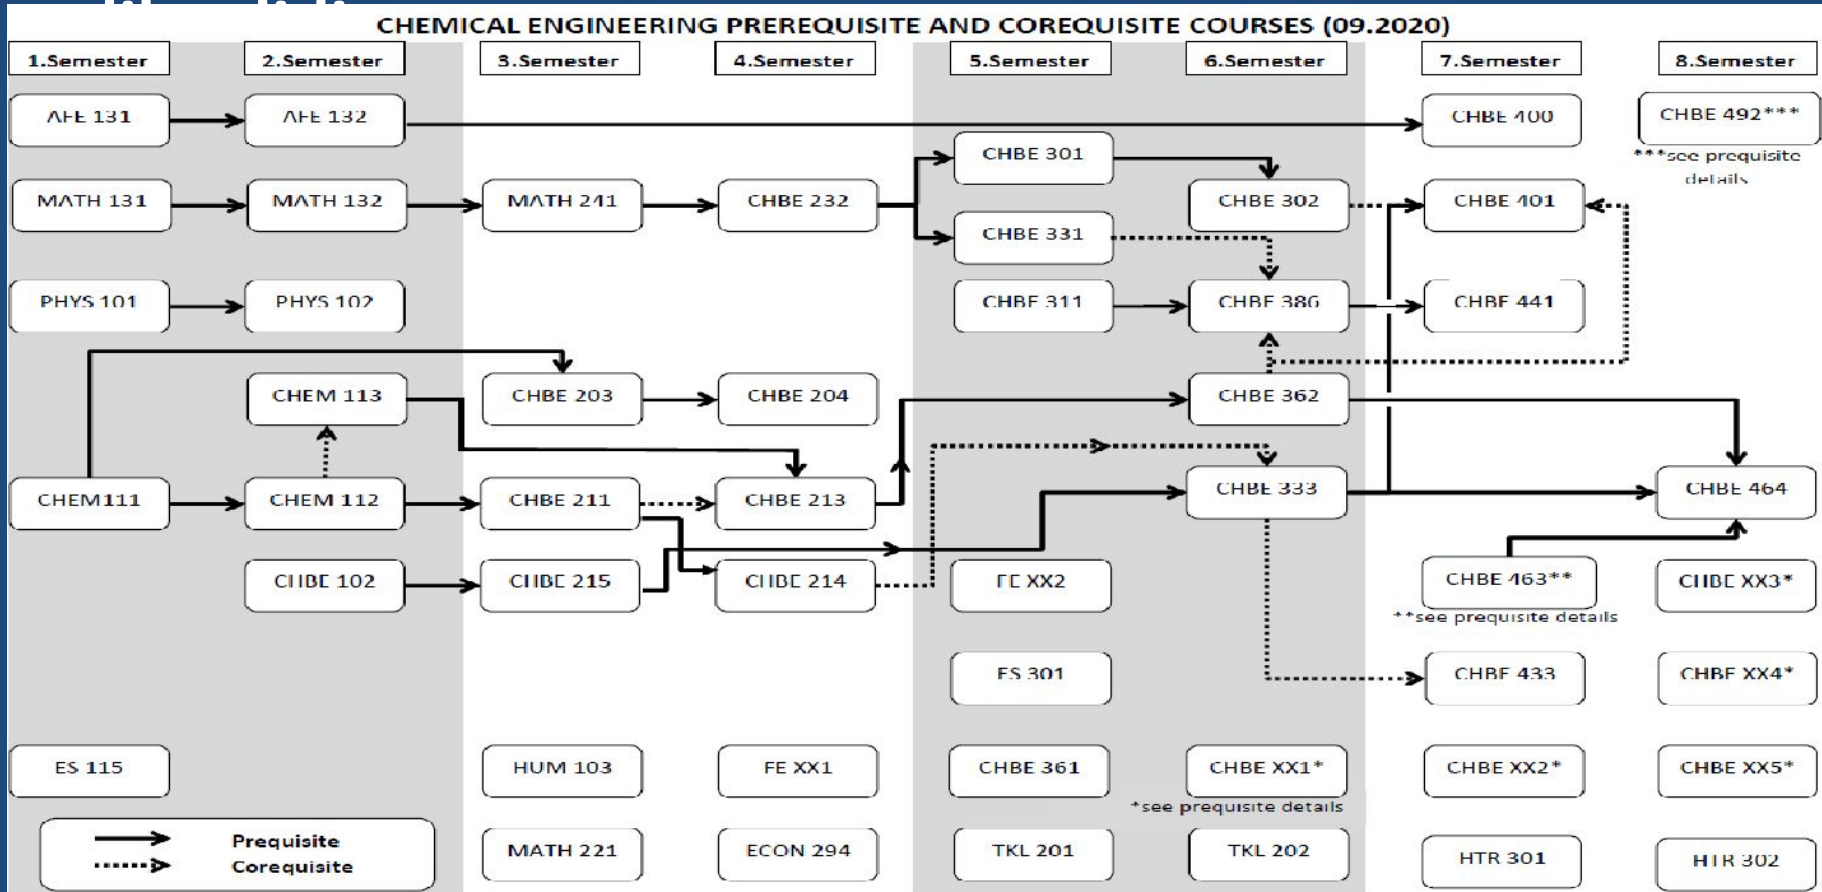 CHEMICAL ENGINEERING PREREQUISITE AND COREQUISITE COURSES (09.2020)
1.Semester 2.Semester 3.Semester 4.Semester 5.Semester 6.Semester 7.Semester 8.Semester
AFE 131 AFE 132 CHBE 400 CHBE 492***
***see prequisite
details
CHBE 301
MATH 131 MATH 132 MATH 241 CHBE 232 CHBE 302 CHBE 401
CHBE 331
PHYS 101 PHYS 102 CHBE 311 CHBE 386 CHBE 441
CHEM 113 CHBE 203 CHBE 204 CHBE 362
CHEM111 CHEM 112 CHBE 211 CHBE 213 CHBE 333 CHBE 464
CHBE 102 CHBE 215 CHBE 214 FE XX2 CHBE 463** CHBE XX3*
**see prequisite details
ES 301 CHBE 433 CHBE XX4*
ES 115 HUM 103 FE XX1 CHBE 361 CHBE XX1* CHBE XX2* CHBE XX5*
*see prequisite details
Prequisite
Corequisite
MATH 221 ECON 294 TKL 201 TKL 202 HTR 301 HTR 302